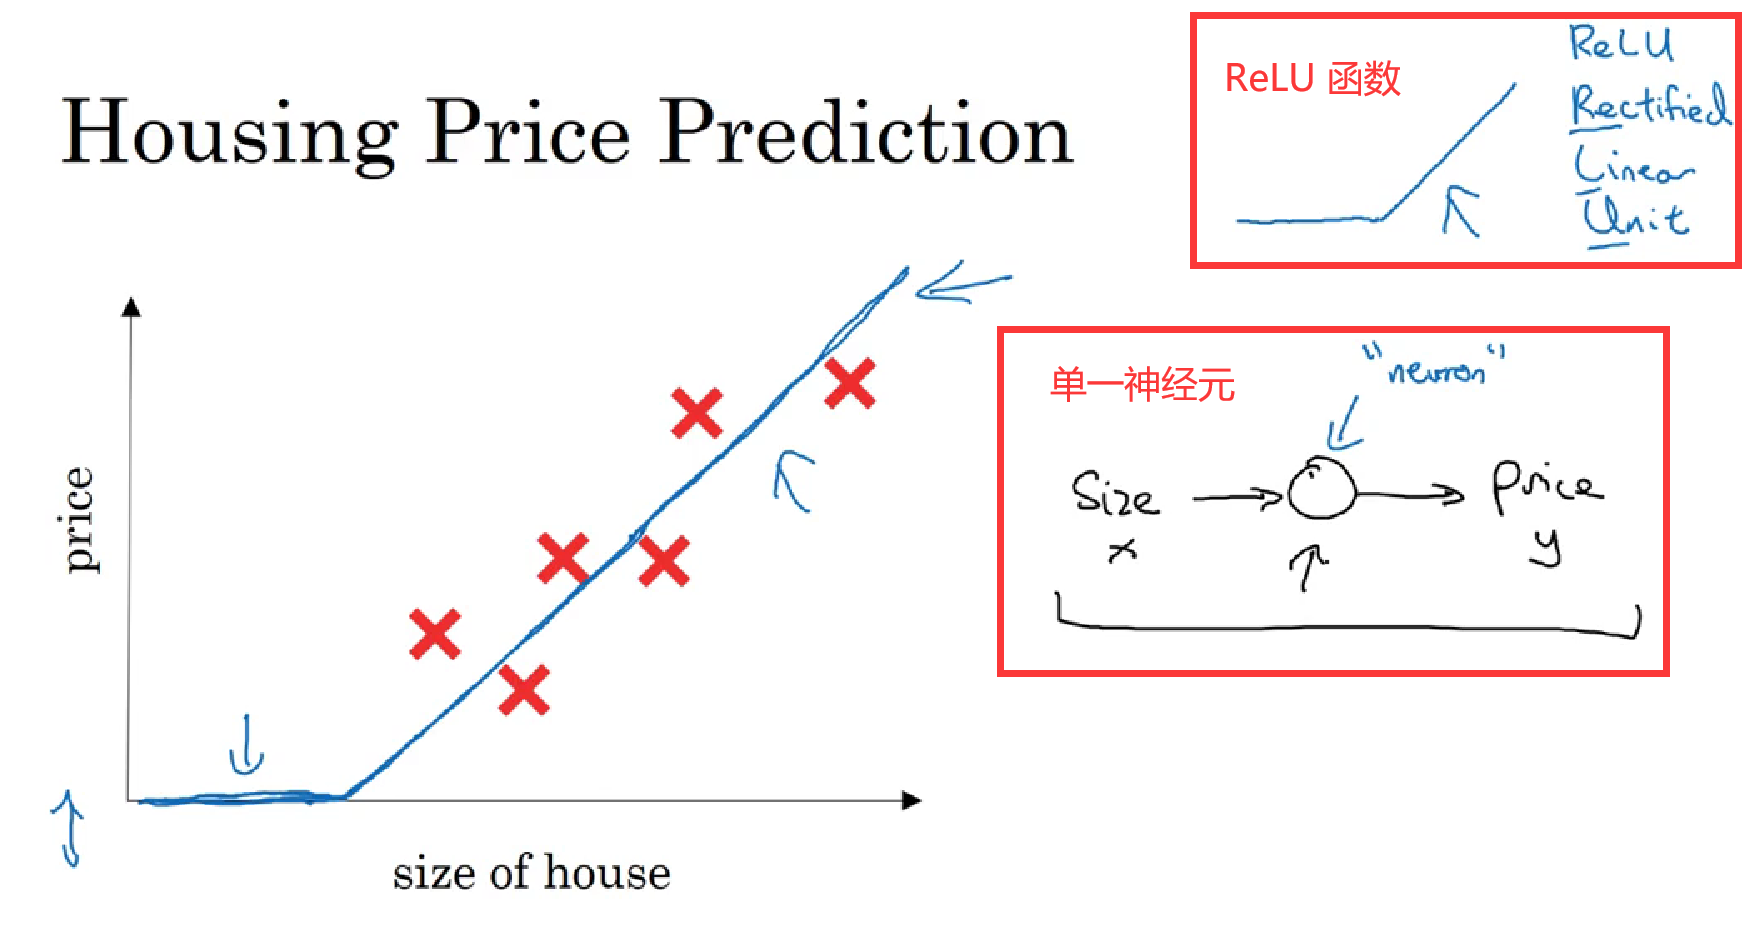 Housing Price Prediction
ReLU 函数
ReLU
Rectified
Linear
Unit
单一神经元
"neuron"
Size
x
Price
y
price
size of house